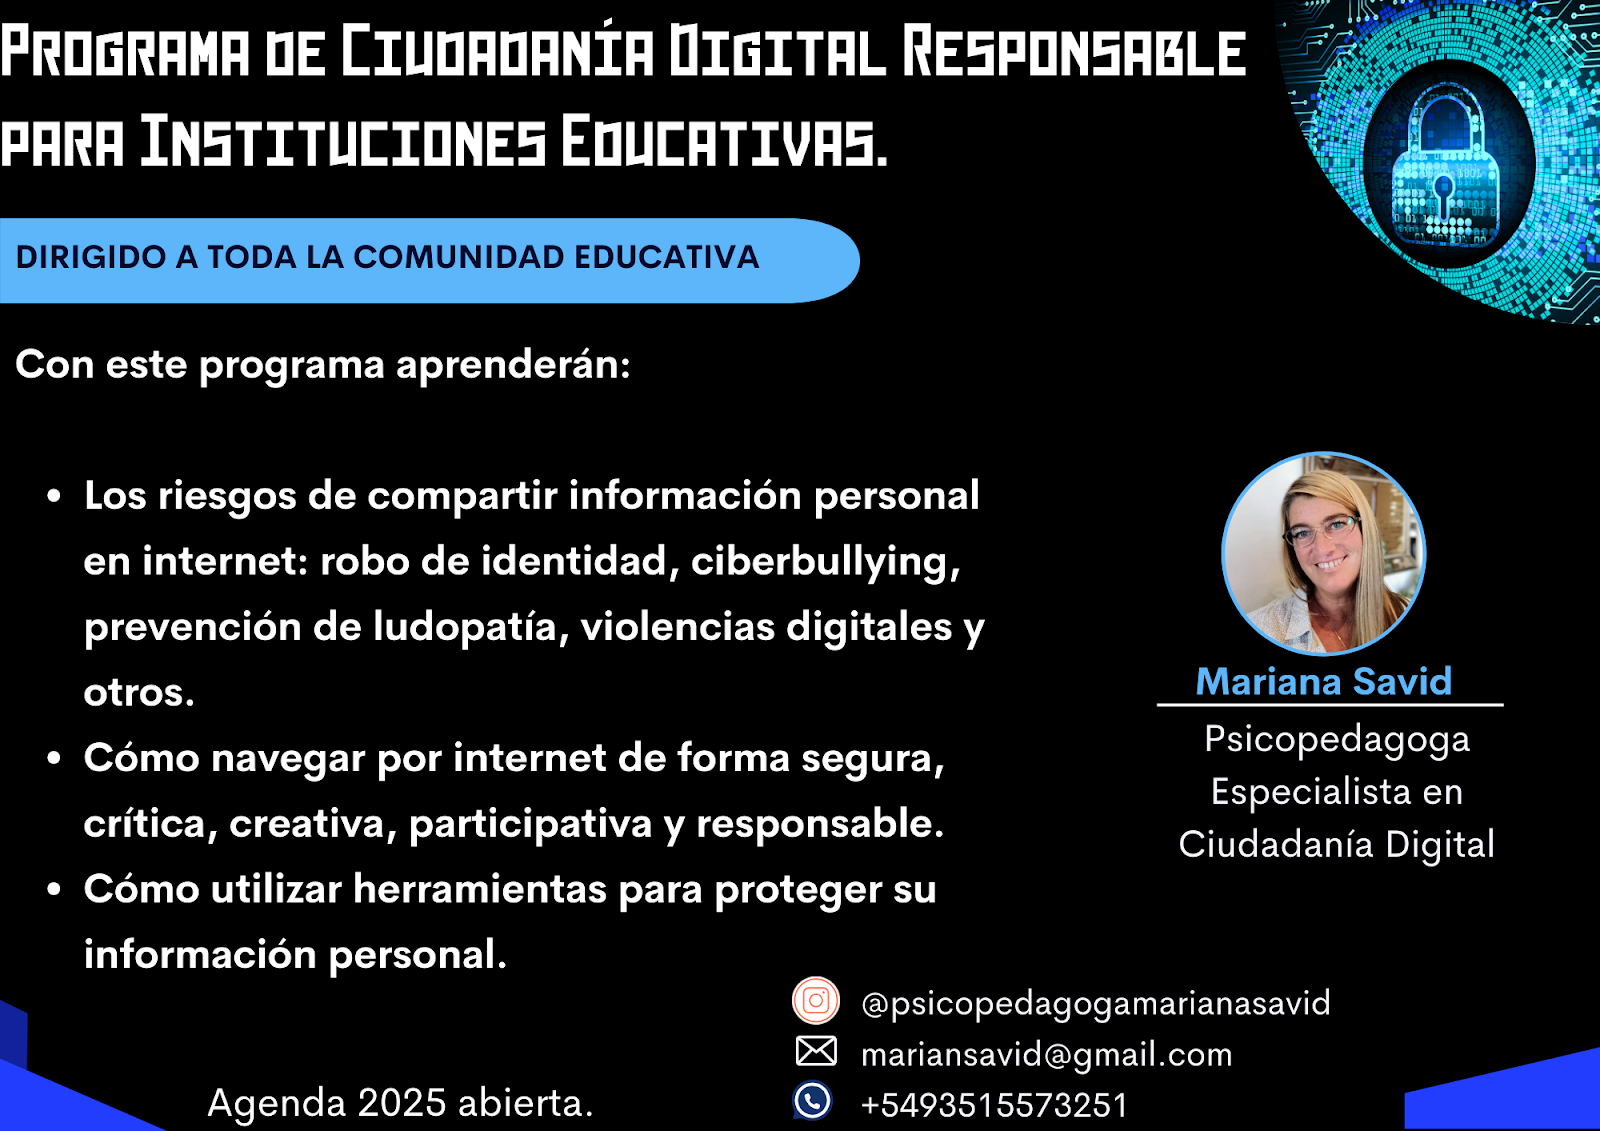 Programa de Ciudadanía Digital Responsable
para Instituciones Educativas.
DIRIGIDO A TODA LA COMUNIDAD EDUCATIVA
Con este programa aprenderán:
• Los riesgos de compartir información personal
en internet: robo de identidad, ciberbullying,
prevención de ludopatía, violencias digitales y
otros.
• Cómo navegar por internet de forma segura,
crítica, creativa, participativa y responsable.
• Cómo utilizar herramientas para proteger su
información personal.
Mariana Savid
Psicopedagoga
Especialista en
Ciudadanía Digital
@psicopedagogamarianasavid
mariansavid@gmail.com
+5493515573251
Agenda 2025 abierta.